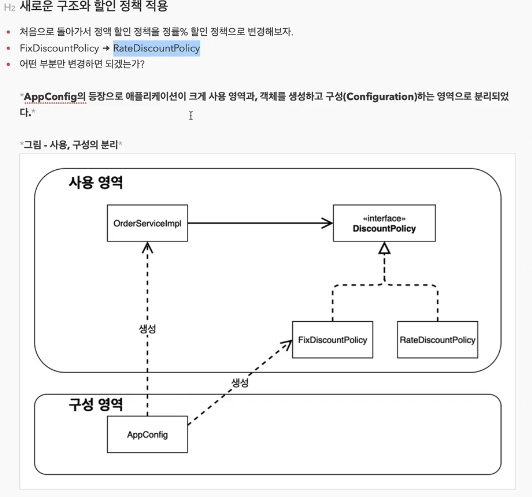 H2 새로운 구조와 할인 정책 적용
• 처음으로 돌아가서 정액 할인 정책을 정률% 할인 정책으로 변경해보자.
• FixDiscountPolicy → RateDiscountPolicy
• 어떤 부분만 변경하면 되겠는가?
*AppConfig의 등장으로 애플리케이션이 크게 사용 영역과, 객체를 생성하고 구성(Configuration)하는 영역으로 분리되었
다.*
*그림 - 사용, 구성의 분리*
사용 영역
OrderServiceImpl
«interface»
DiscountPolicy
생성
FixDiscountPolicy
RateDiscountPolicy
생성
구성 영역
AppConfig